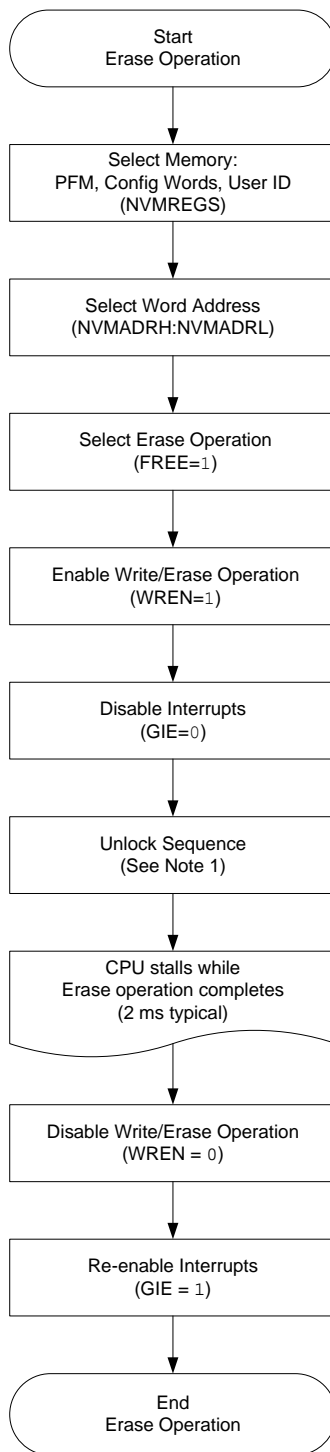 Start
Erase Operation
Select Memory:
PFM, Config Words, User ID
(NVMREGS)
Select Word Address
(NVMADRH:NVMADRL)
Select Erase Operation
(FREE=1)
Enable Write/Erase Operation
(WREN=1)
Disable Interrupts
(GIE=0)
Unlock Sequence
(See Note 1)
CPU stalls while
Erase operation completes
(2 ms typical)
Disable Write/Erase Operation
(WREN = 0)
Re-enable Interrupts
(GIE = 1)
End
Erase Operation